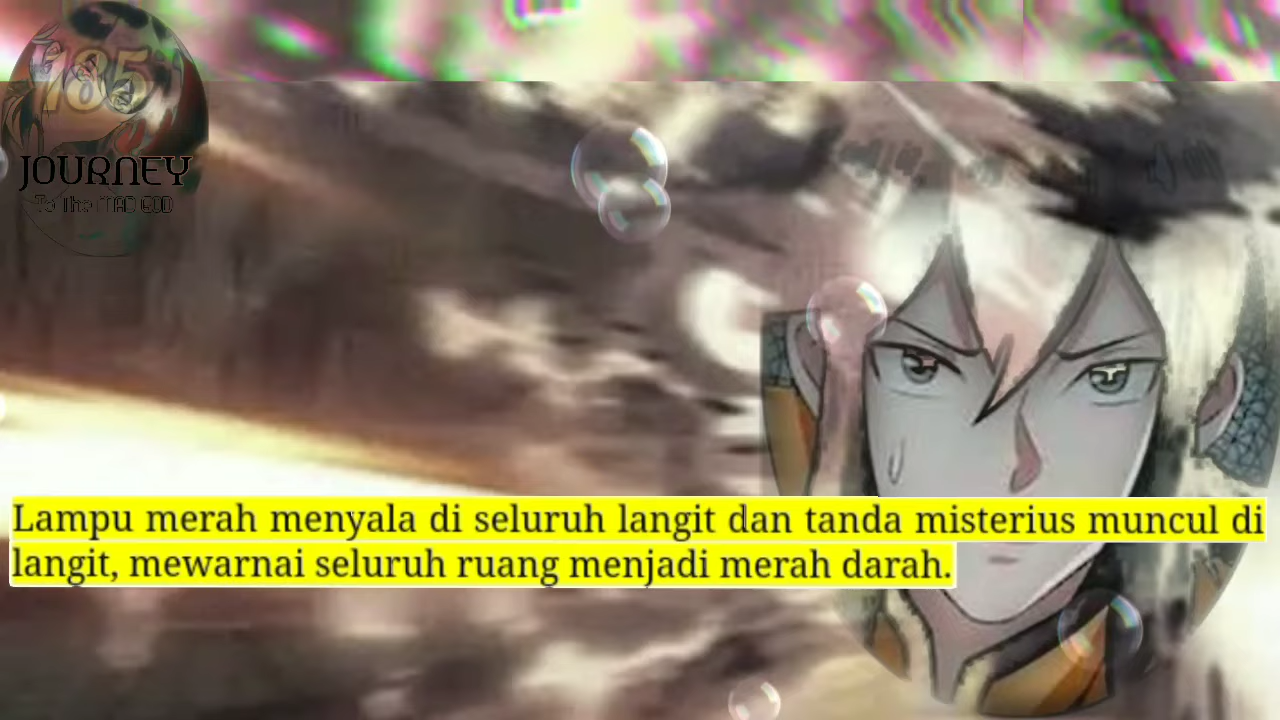 185
JOURNEY
To The MAD GOD
Lampu merah menyala di seluruh langit dan tanda misterius muncul di
langit, mewarnai seluruh ruang menjadi merah darah.